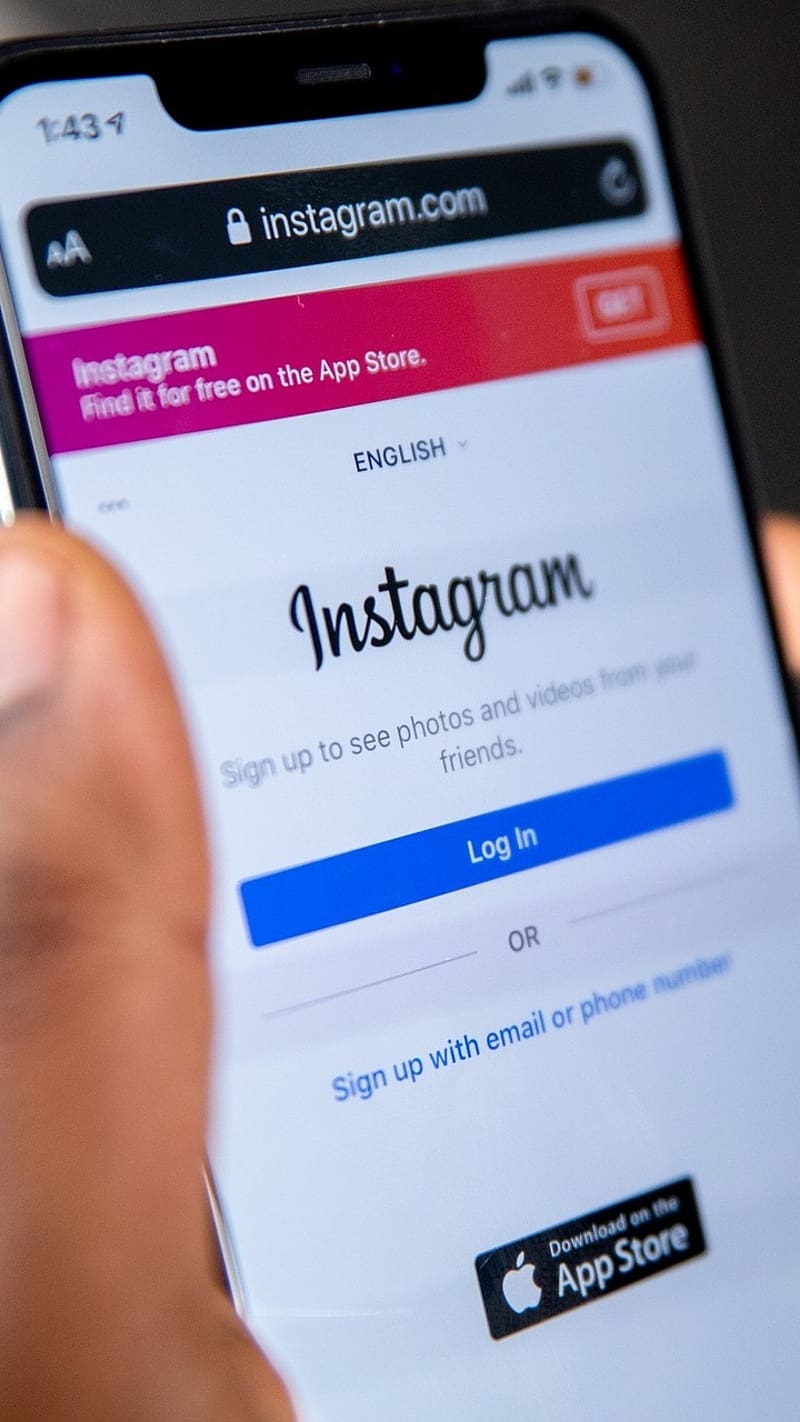 1:43
AA instagram.com
Instagram
Find it for free on the App Store.
GET
ENGLISH
Instagram
Sign up to see photos and videos from your
friends.
Log In
OR
Sign up with email or phone number
Download on the
App Store